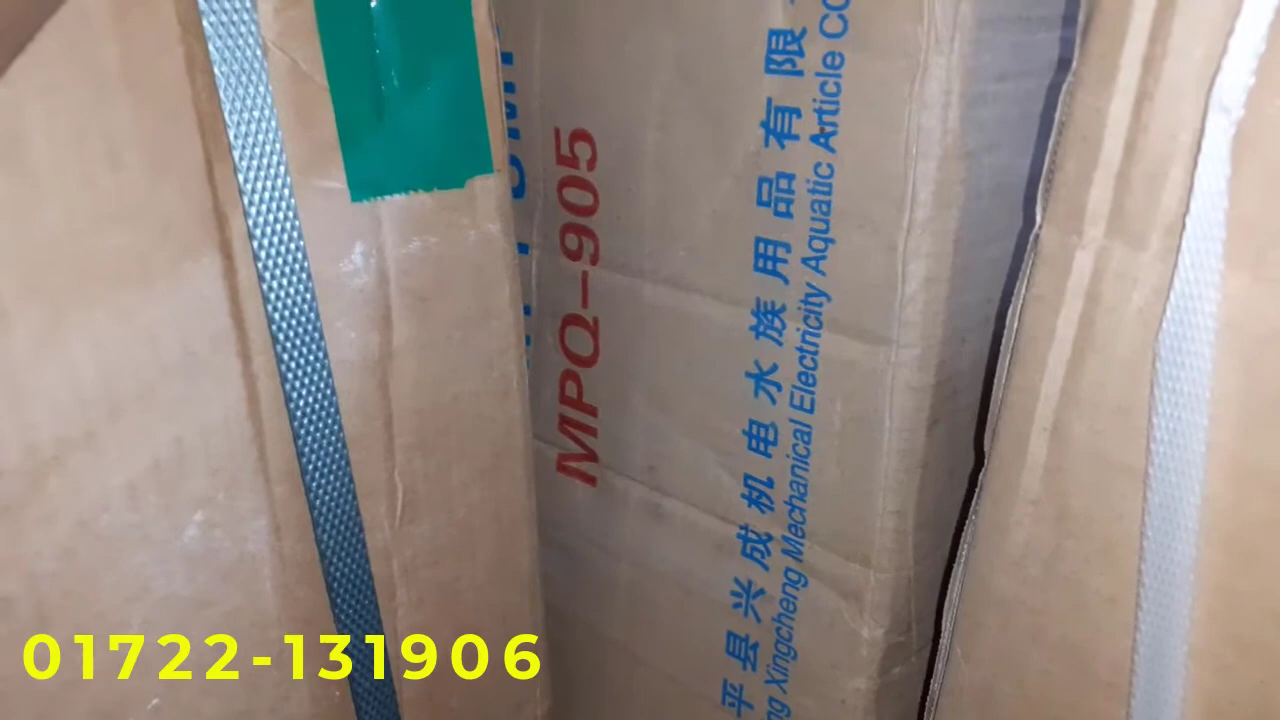 MPQ-905
平县兴成机电水族用品有限
Xingcheng Mechanical Electricity Aquatic Article CO
01722-131906